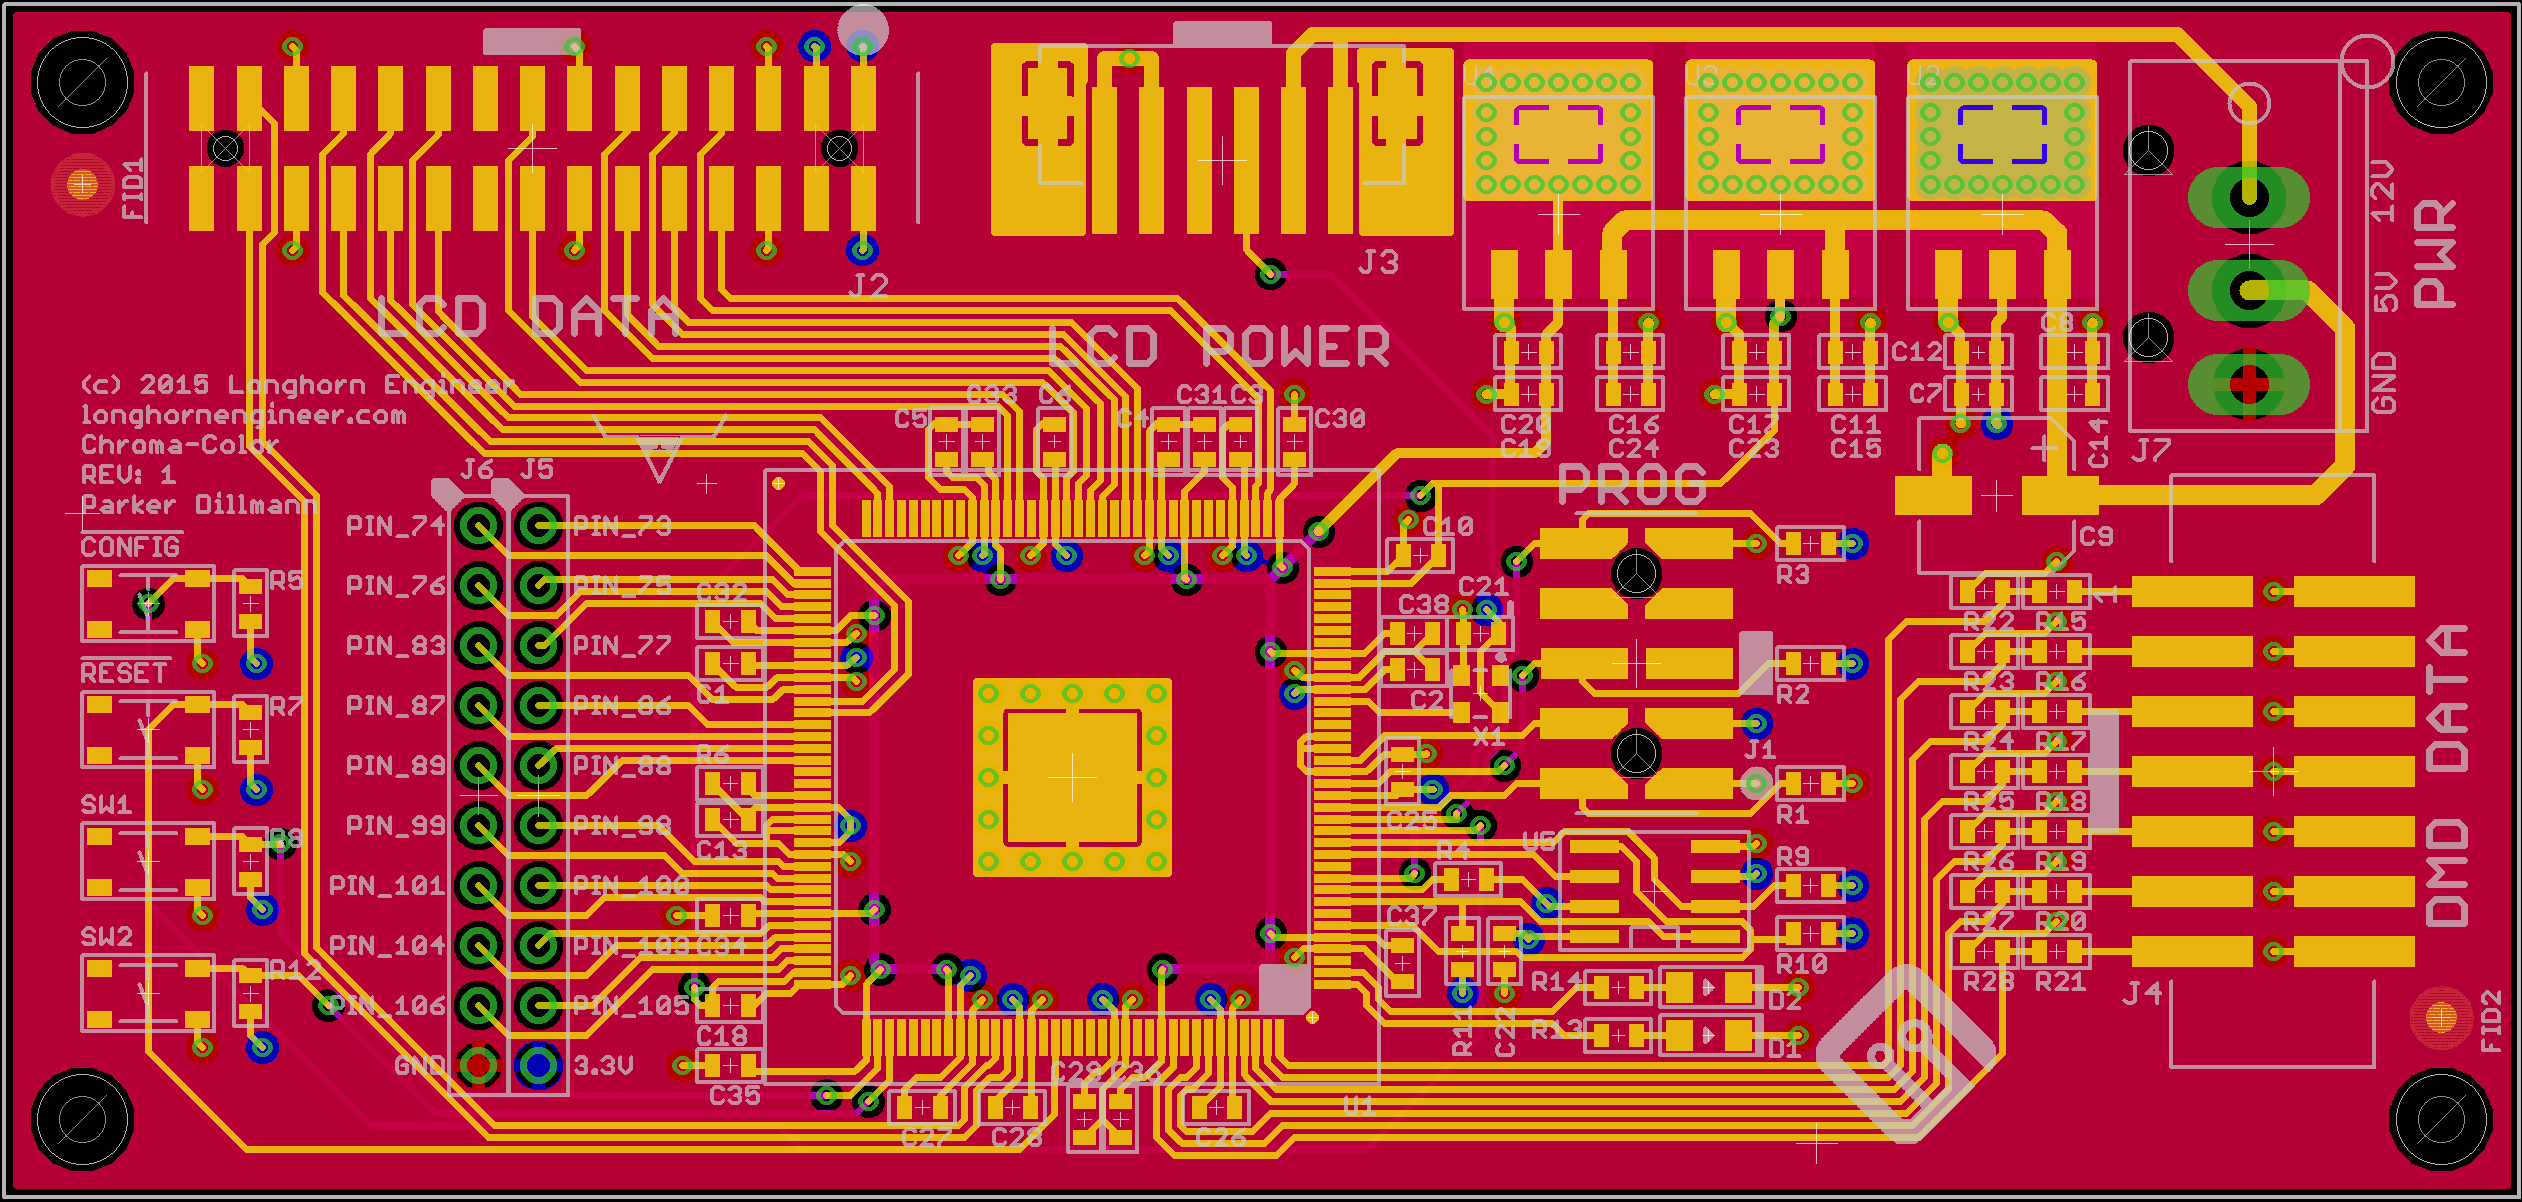 FID1
J2
LCD DATA
J3
LCD POWER
U2
12V
5V
GND
PWR
J7
(c) 2015 Longhorn Engineer
longhornengineer.com
Chroma-Color
REV: 1
Parker Dillmann
C5
C33
C6
C4
C31
C3
C30
C20
C19
C16
C24
C17
C23
C11
C15
C12
C7
C8
C14
C9
PROG
J6
J5
PIN_74
PIN_73
PIN_76
PIN_75
PIN_83
PIN_77
PIN_87
PIN_86
PIN_89
PIN_88
PIN_99
PIN_98
PIN_101
PIN_100
PIN_104
PIN_103
PIN_106
PIN_105
GND
3.3V
CONFIG
R5
RESET
R7
SW1
R8
SW2
R12
C32
C1
R6
C13
C34
C18
C35
C27
C28
C29
C36
C26
U1
C10
C21
C38
C2
X1
C25
R4
C37
R11
C22
R3
R2
J1
R1
U5
R9
R10
R14
D2
R13
D1
1
R22
R15
R23
R16
R24
R17
R25
R18
R26
R19
R27
R20
R28
R21
J4
DMD DATA
FID2